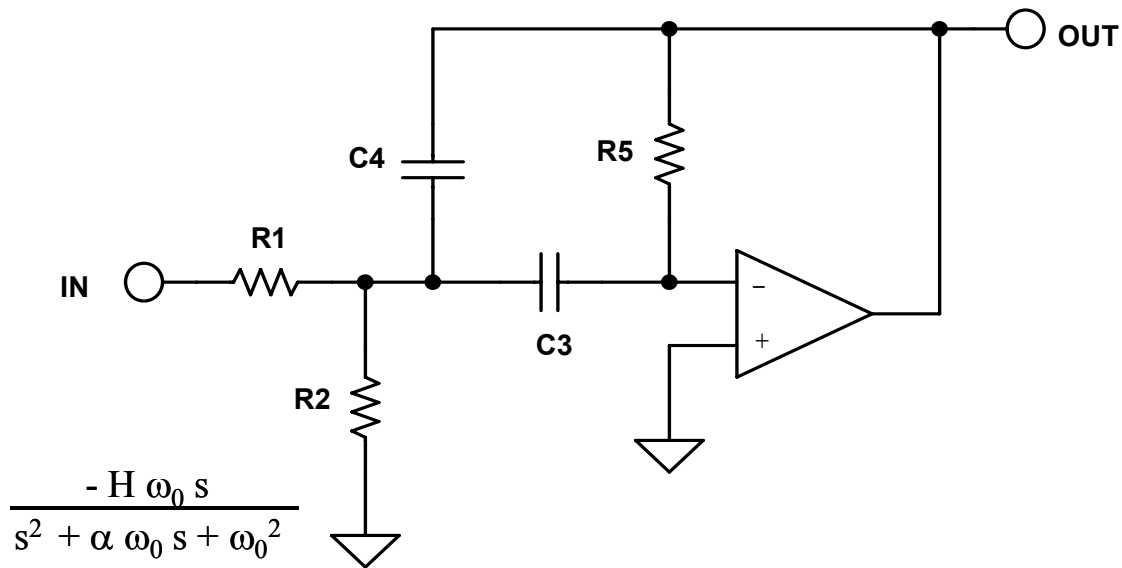 OUT
C4
R5
R1
IN
−
C3
+
R2
- H ω₀ s
s² + α ω₀ s + ω₀²